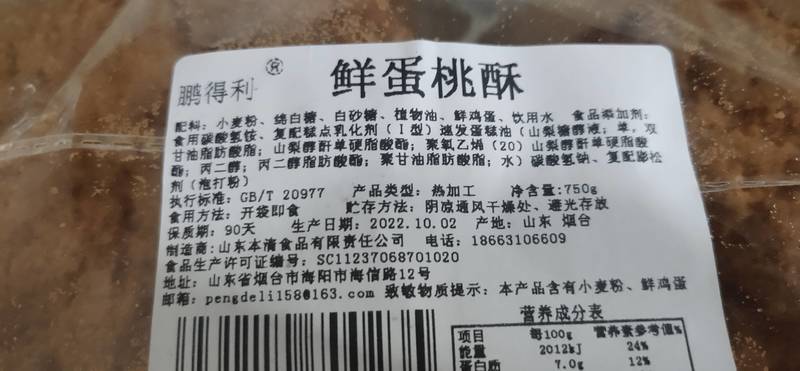 鹏得利® 鲜蛋桃酥
配料: 小麦粉、绵白糖、白砂糖、植物油、鲜鸡蛋、饮用水 食品添加剂:
食用碳酸氢铵、复配糕点乳化剂(I型)速发蛋糕油(山梨糖醇液; 单, 双
甘油脂肪酸脂; 山梨醇酐单硬脂酸酯; 聚氧乙烯(20)山梨醇酐单硬脂酸
酯; 丙二醇; 丙二醇脂肪酸酯; 聚甘油脂肪酸酯; 水)碳酸氢钠、复配膨松
剂(泡打粉)
执行标准: GB/T 20977 产品类型: 热加工 净含量:750g
食用方法: 开袋即食 贮存方法: 阴凉通风干燥处、避光存放
保质期: 90天 生产日期: 2022.10.02 产地: 山东 烟台
制造商:山东本清食品有限责任公司 电话: 18663106609
食品生产许可证编号: SC11237068701020
地址: 山东省烟台市海阳市海信路12号
邮箱: pengdeli158@163.com 致敏物质提示: 本产品含有小麦粉、鲜鸡蛋
营养成分表
项目 每100g 营养素参考值%
能量 2012kJ 24%
蛋白质 7.0g 12%